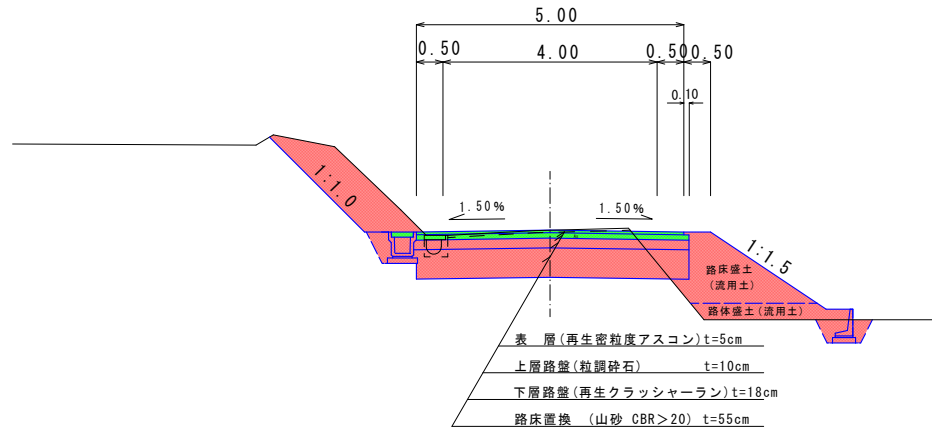 5.00
0.50 4.00 0.50 0.50
0.10
1:1.0
1.50% 1.50%
1:1.5
路床盛土
(流用土)
路体盛土(流用土)
表 層(再生密粒度アスコン)t=5cm
上層路盤(粒調砕石) t=10cm
下層路盤(再生クラッシャーラン)t=18cm
路床置換 (山砂 CBR>20) t=55cm